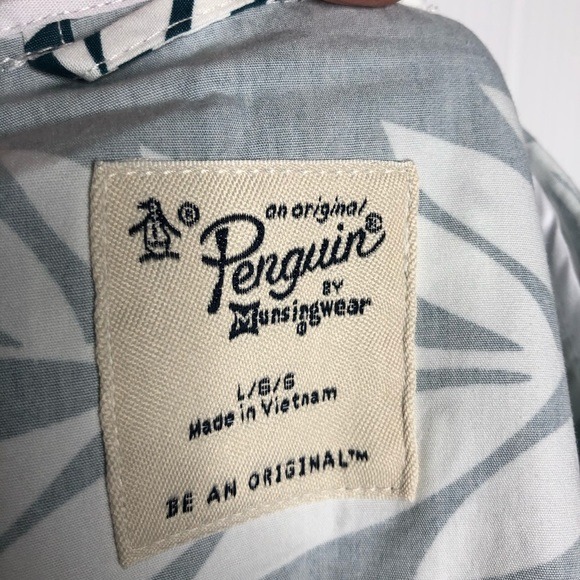 an original
Penguin®
BY
Munsingwear®
L/G/G
Made in Vietnam
BE AN ORIGINAL™
®